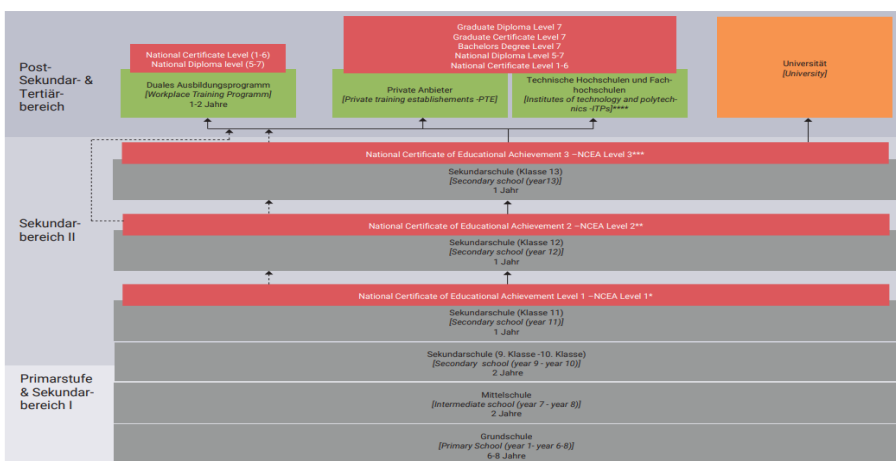 Post-
Sekundar- &
Tertiär-
bereich
National Certificate Level (1-6)
National Diploma level (5-7)
Duales Ausbildungsprogramm
[Workplace Training Programm]
1-2 Jahre
Graduate Diploma Level 7
Graduate Certificate Level 7
Bachelors Degree Level 7
National Diploma Level 5-7
National Certificate Level 1-6
Private Anbieter
[Private training establishements -PTE]
Technische Hochschulen und Fach-
hochschulen
[Institutes of technology and polytech-
nics -ITPs]****
Universität
[University]
Sekundar-
bereich II
National Certificate of Educational Achievement 3 –NCEA Level 3***
Sekundarschule (Klasse 13)
[Secondary school (year13)]
1 Jahr
National Certificate of Educational Achievement 2 –NCEA Level 2**
Sekundarschule (Klasse 12)
[Secondary school (year 12)]
1 Jahr
National Certificate of Educational Achievement Level 1 –NCEA Level 1*
Sekundarschule (Klasse 11)
[Secondary school (year 11)]
1 Jahr
Primarstufe
& Sekundar-
bereich I
Sekundarschule (9. Klasse -10. Klasse)
[Secondary  school (year 9 - year 10)]
2 Jahre
Mittelschule
[Intermediate school (year 7 - year 8)]
2 Jahre
Grundschule
[Primary School (year 1- year 6-8)]
6-8 Jahre